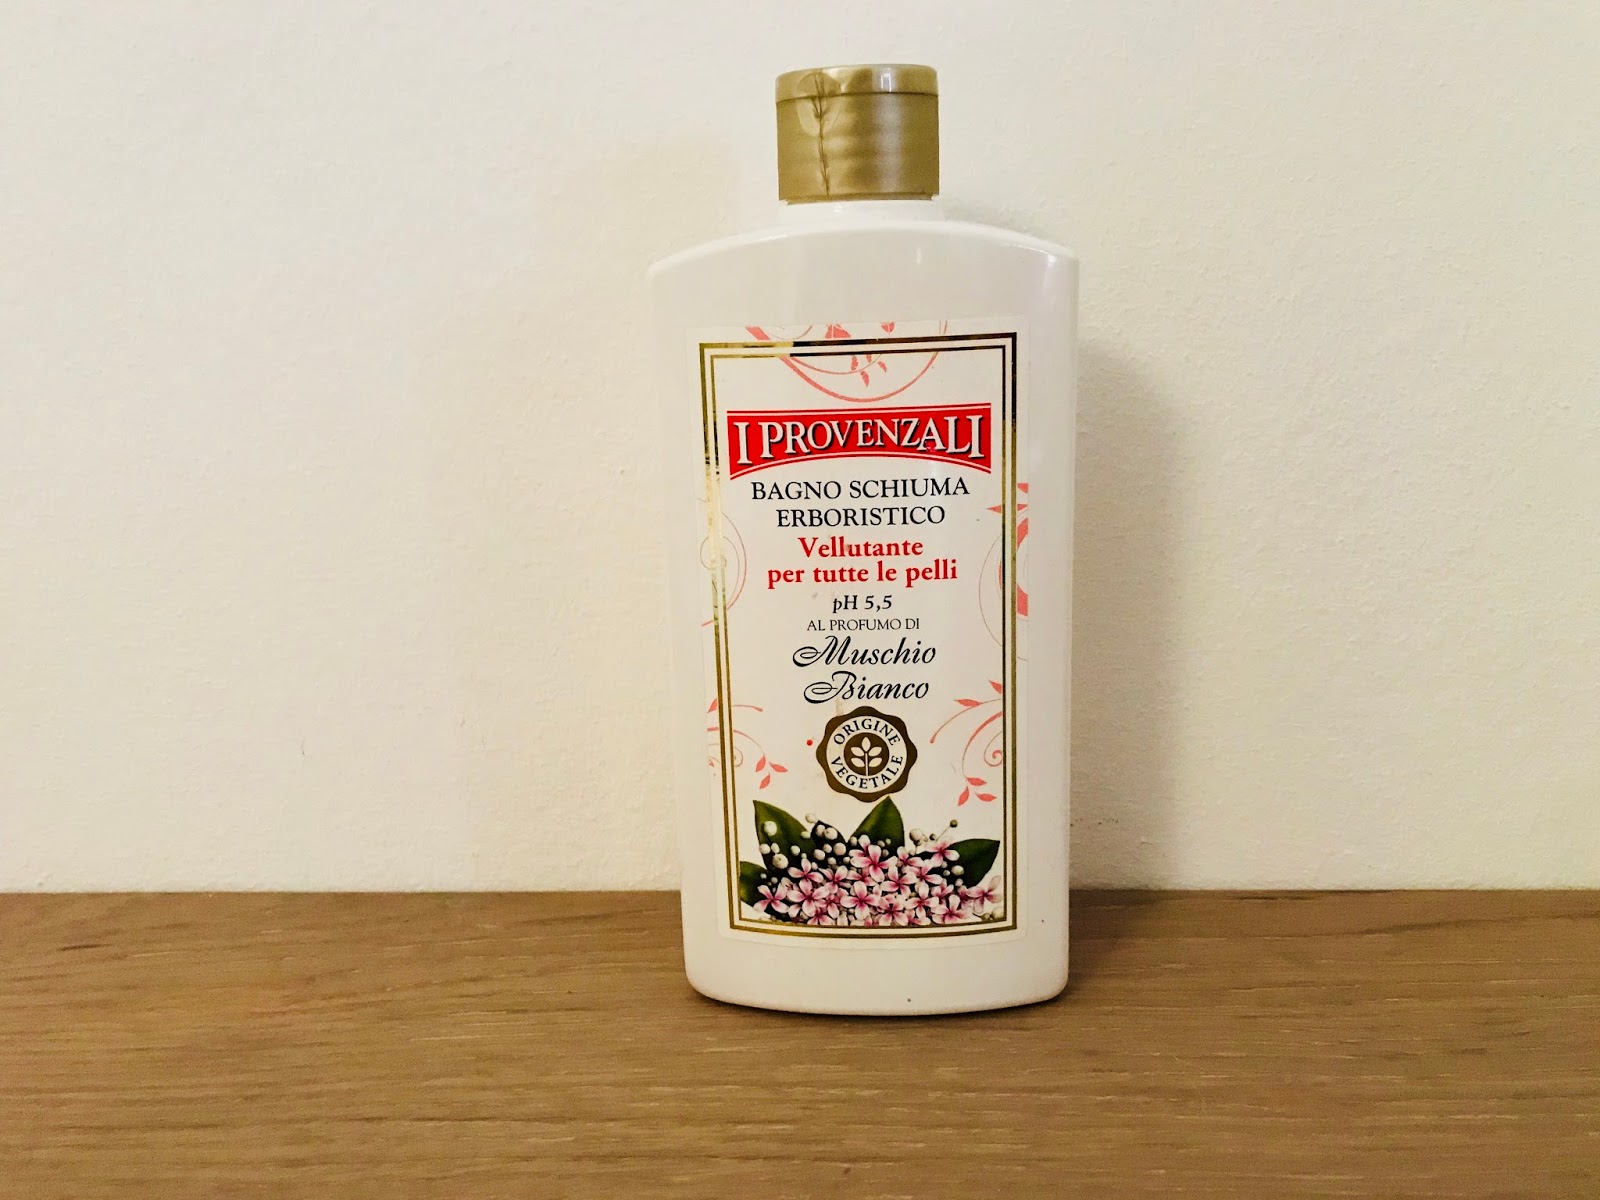 I PROVENZALI
BAGNO SCHIUMA
ERBORISTICO
Vellutante
per tutte le pelli
pH 5,5
AL PROFUMO DI
Muschio
Bianco
ORIGINE
VEGETALE